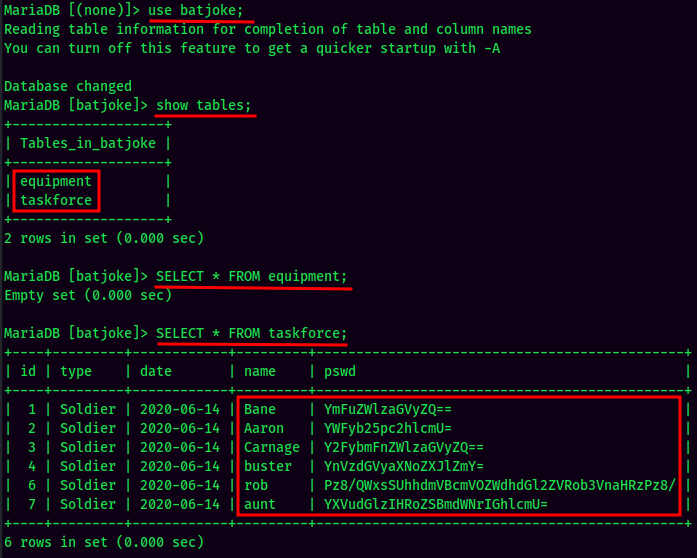 MariaDB [(none)]> use batjoke;
Reading table information for completion of table and column names
You can turn off this feature to get a quicker startup with -A

Database changed
MariaDB [batjoke]> show tables;
+-------------------+
| Tables_in_batjoke |
+-------------------+
| equipment         |
| taskforce         |
+-------------------+
2 rows in set (0.000 sec)

MariaDB [batjoke]> SELECT * FROM equipment;
Empty set (0.000 sec)

MariaDB [batjoke]> SELECT * FROM taskforce;
+----+---------+------------+---------+----------------------------------------------+
| id | type    | date       | name    | pswd                                         |
+----+---------+------------+---------+----------------------------------------------+
|  1 | Soldier | 2020-06-14 | Bane    | YmFuZWlzaGVyZQ==                             |
|  2 | Soldier | 2020-06-14 | Aaron   | YWFyb25pc2hlcmU=                             |
|  3 | Soldier | 2020-06-14 | Carnage | Y2FybmFnZWlzaGVyZQ==                         |
|  4 | Soldier | 2020-06-14 | buster  | YnVzdGVyaXNoZXJlZmY=                         |
|  6 | Soldier | 2020-06-14 | rob     | Pz8/QWxsSUhhdmVBcmVOZWdhdGl2ZVRob3VnaHRzPz8/ |
|  7 | Soldier | 2020-06-14 | aunt    | YXVudGlzIHRoZSBmdWNrIGhlcmU=                 |
+----+---------+------------+---------+----------------------------------------------+
6 rows in set (0.000 sec)